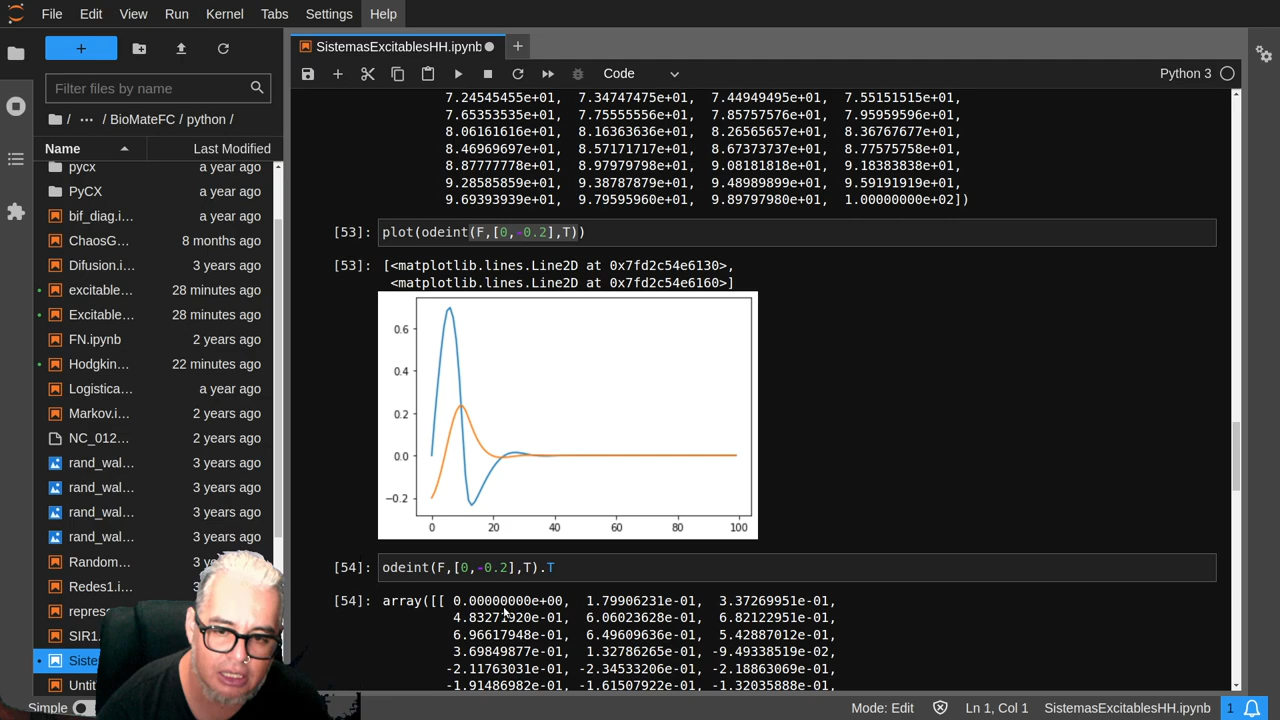 File Edit View Run Kernel Tabs Settings Help
SistemasExcitablesHH.ipynb
Code
Python 3
Filter files by name
/ ··· / BioMateFC / python /
Name Last Modified
pycx a year ago
PyCX a year ago
bif_diag.i… a year ago
ChaosG… 8 months ago
Difusion.i… 3 years ago
excitable… 28 minutes ago
Excitable… 28 minutes ago
FN.ipynb 2 years ago
Hodgkin… 22 minutes ago
Logistica… a year ago
Markov.i… 2 years ago
NC_012… 2 years ago
rand_wal… 3 years ago
rand_wal… 3 years ago
rand_wal… 3 years ago
rand_wal… 3 years ago
Random…
Redes1.i…
repres
SIR1.
Siste
Untit
7.24545455e+01, 7.34747475e+01, 7.44949495e+01, 7.55151515e+01,
7.65353535e+01, 7.75555556e+01, 7.85757576e+01, 7.95959596e+01,
8.06161616e+01, 8.16363636e+01, 8.26565657e+01, 8.36767677e+01,
8.46969697e+01, 8.57171717e+01, 8.67373737e+01, 8.77575758e+01,
8.87777778e+01, 8.97979798e+01, 9.08181818e+01, 9.18383838e+01,
9.28585859e+01, 9.38787879e+01, 9.48989899e+01, 9.59191919e+01,
9.69393939e+01, 9.79595960e+01, 9.89797980e+01, 1.00000000e+02])
[53]: plot(odeint(F,[0,-0.2],T))
[53]: [<matplotlib.lines.Line2D at 0x7fd2c54e6130>,
<matplotlib.lines.Line2D at 0x7fd2c54e6160>]
0.6
0.4
0.2
0.0
−0.2
0 20 40 60 80 100
[54]: odeint(F,[0,-0.2],T).T
[54]: array([[ 0.00000000e+00, 1.79906231e-01, 3.37269951e-01,
4.83271920e-01, 6.06023628e-01, 6.82122951e-01,
6.96617948e-01, 6.49609636e-01, 5.42887012e-01,
3.69849877e-01, 1.32786265e-01, -9.49338519e-02,
-2.11763031e-01, -2.34533206e-01, -2.18863069e-01,
-1.91486982e-01, -1.61507922e-01, -1.32035888e-01,
Simple
Mode: Edit
Ln 1, Col 1
SistemasExcitablesHH.ipynb
1